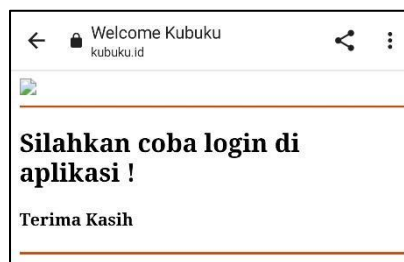 Welcome Kubuku
kubuku.id
Silahkan coba login di
aplikasi !
Terima Kasih